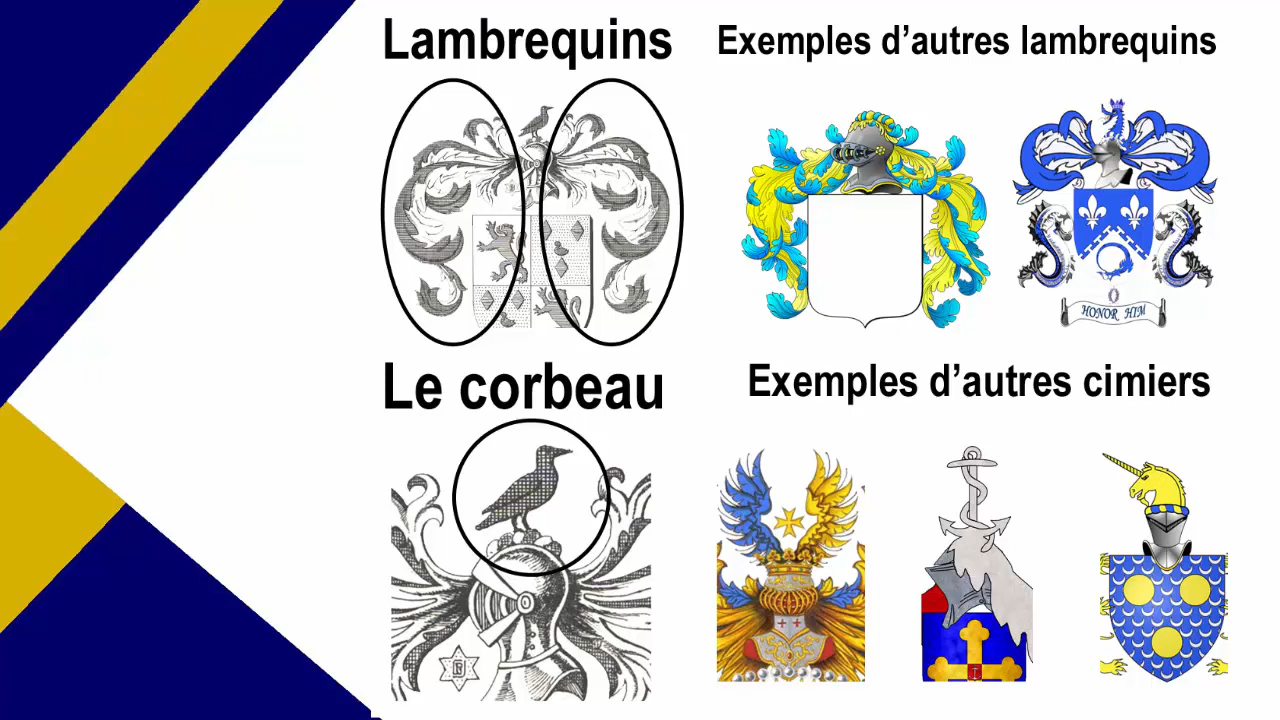 Lambrequins
Exemples d’autres lambrequins
HONOR HIM
Le corbeau
Exemples d’autres cimiers